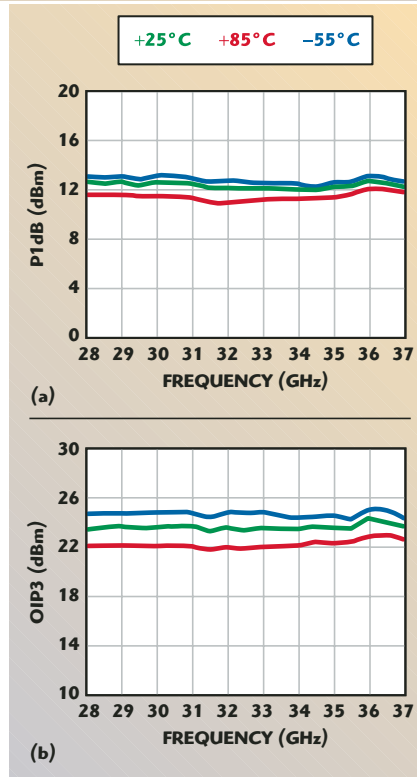 +25°C +85°C –55°C
20
16
12
8
4
0
P1dB (dBm)
28 29 30 31 32 33 34 35 36 37
FREQUENCY (GHz)
(a)
30
26
22
18
14
10
OIP3 (dBm)
28 29 30 31 32 33 34 35 36 37
FREQUENCY (GHz)
(b)